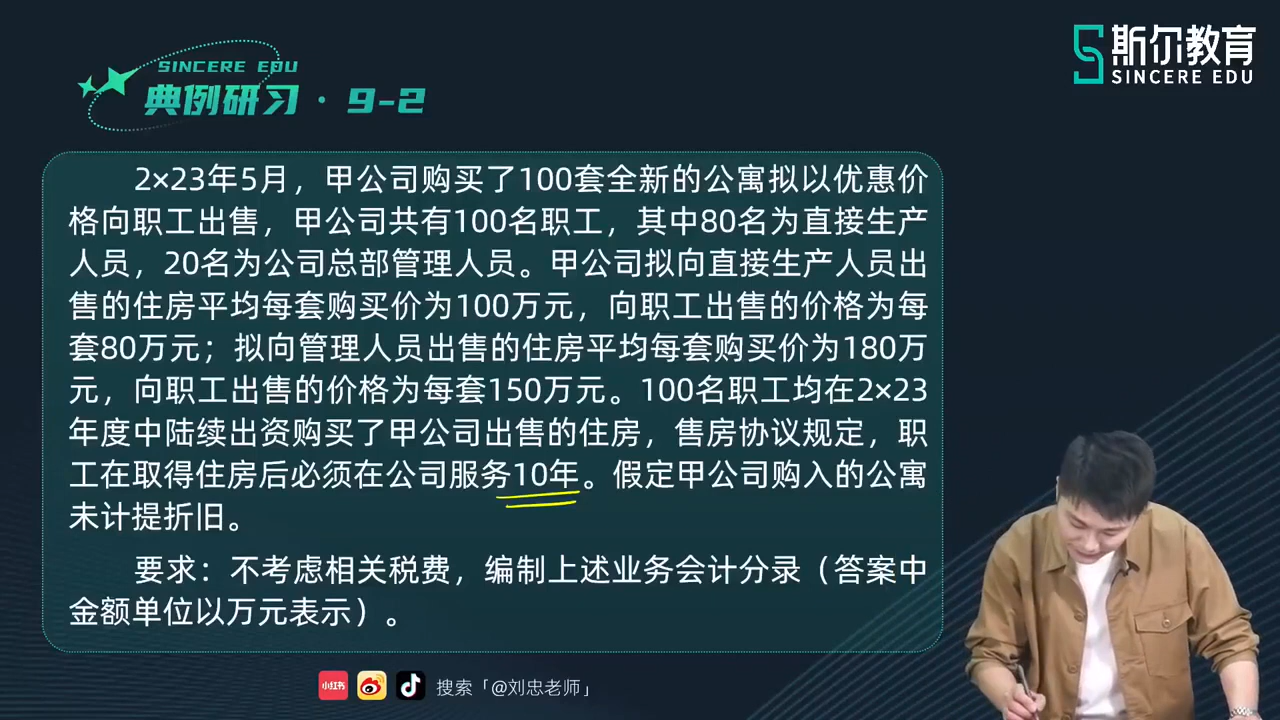 斯尔教育
SINCERE EDU
SINCERE EDU
典例研习·9-2
2×23年5月，甲公司购买了100套全新的公寓拟以优惠价
格向职工出售，甲公司共有100名职工，其中80名为直接生产
人员，20名为公司总部管理人员。甲公司拟向直接生产人员出
售的住房平均每套购买价为100万元，向职工出售的价格为每
套80万元；拟向管理人员出售的住房平均每套购买价为180万
元，向职工出售的价格为每套150万元。100名职工均在2×23
年度中陆续出资购买了甲公司出售的住房，售房协议规定，职
工在取得住房后必须在公司服务10年。假定甲公司购入的公寓
未计提折旧。
要求：不考虑相关税费，编制上述业务会计分录（答案中
金额单位以万元表示）。
小红书
搜索「@刘忠老师」